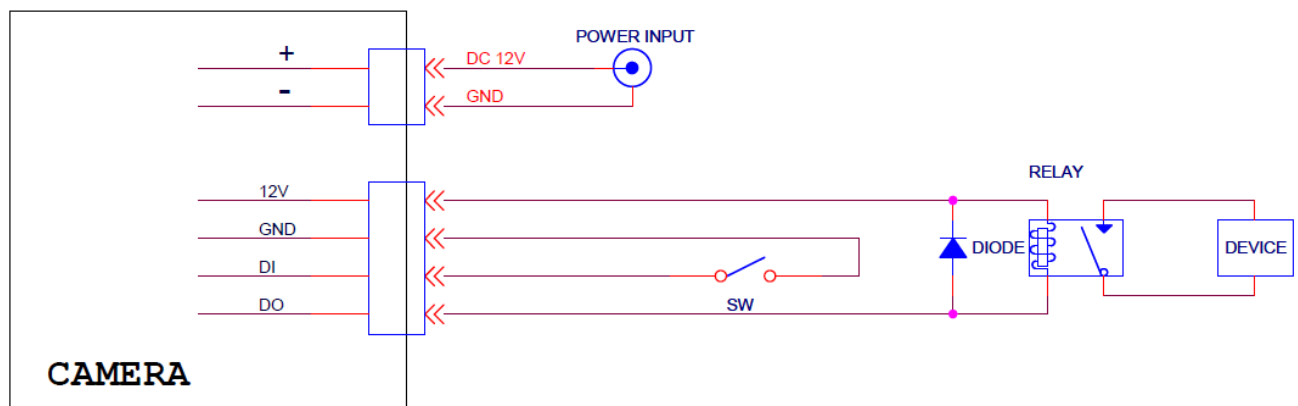 POWER INPUT
+
DC 12V
-
GND
RELAY
12V
GND
DIODE
DEVICE
DI
SW
DO
CAMERA